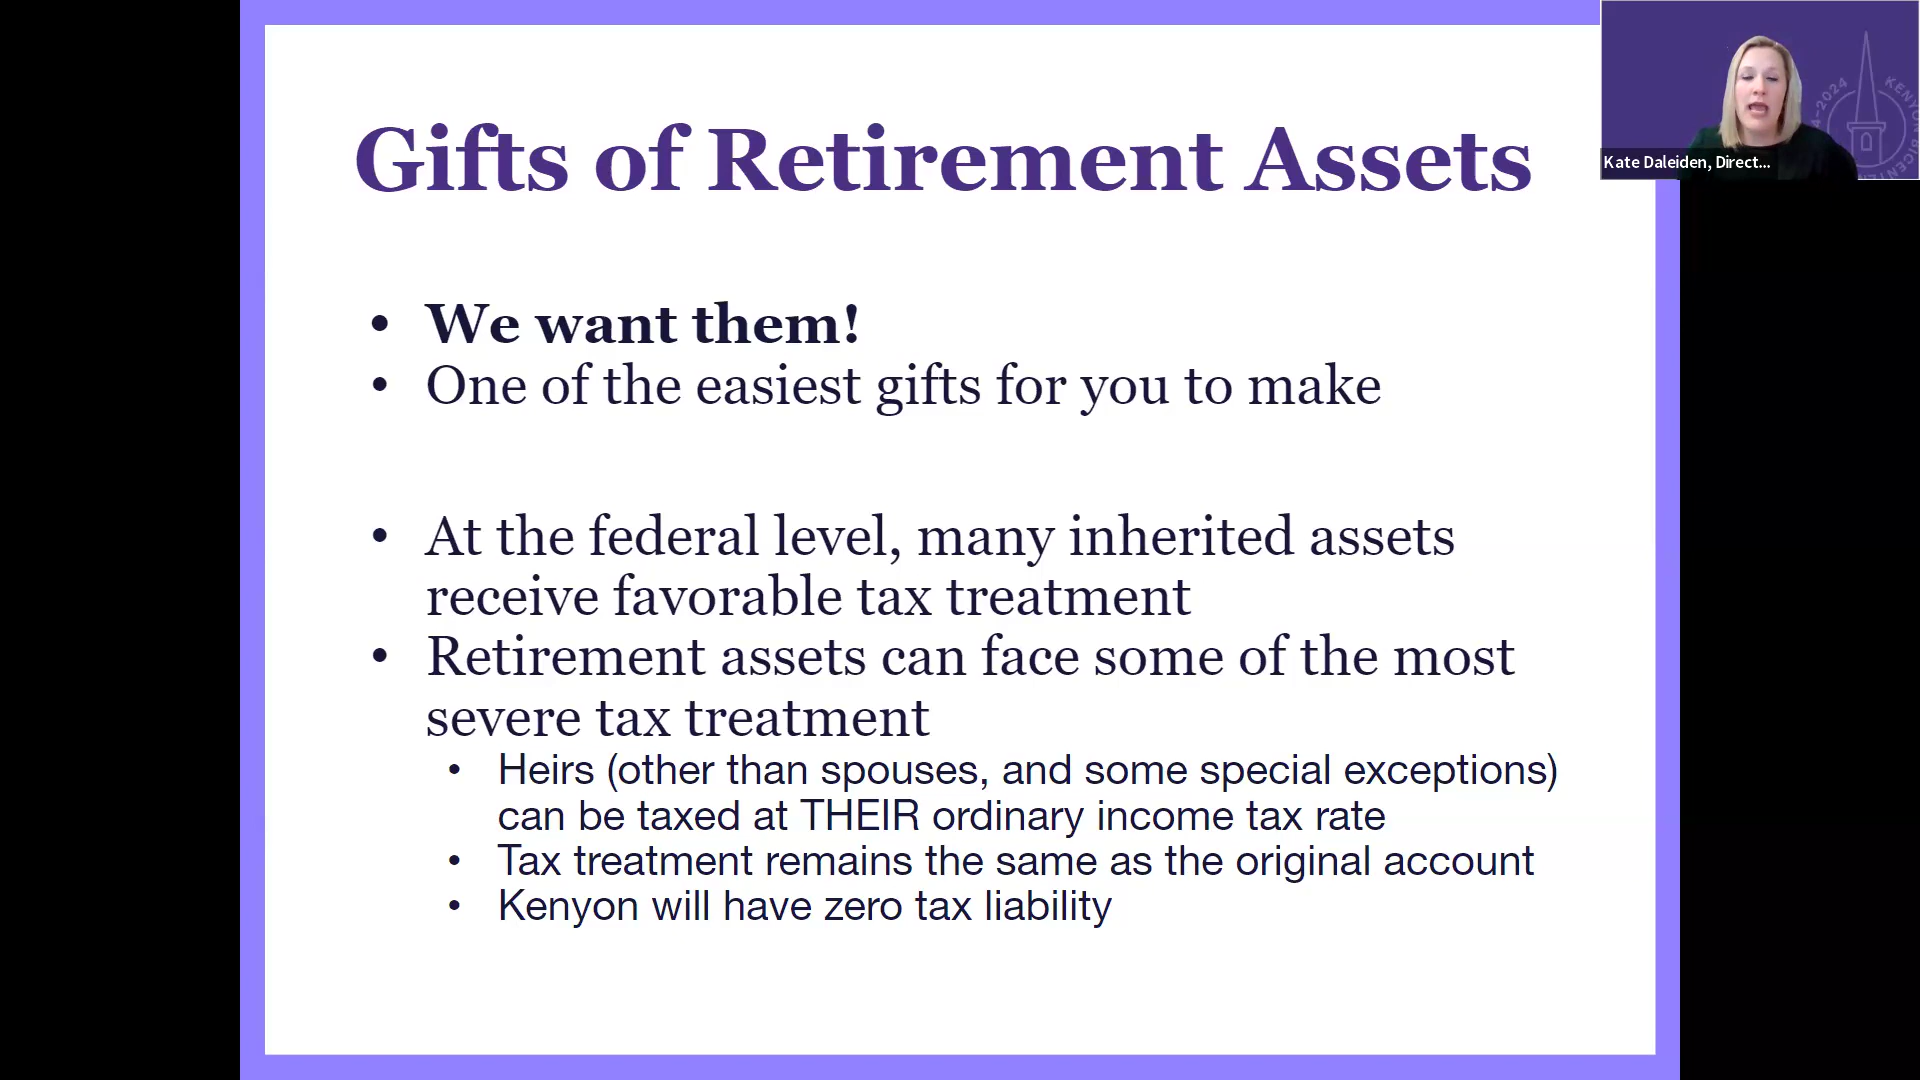 Gifts of Retirement Assets
• We want them!
• One of the easiest gifts for you to make
• At the federal level, many inherited assets
receive favorable tax treatment
• Retirement assets can face some of the most
severe tax treatment
• Heirs (other than spouses, and some special exceptions)
can be taxed at THEIR ordinary income tax rate
• Tax treatment remains the same as the original account
• Kenyon will have zero tax liability
Kate Daleiden, Direct...